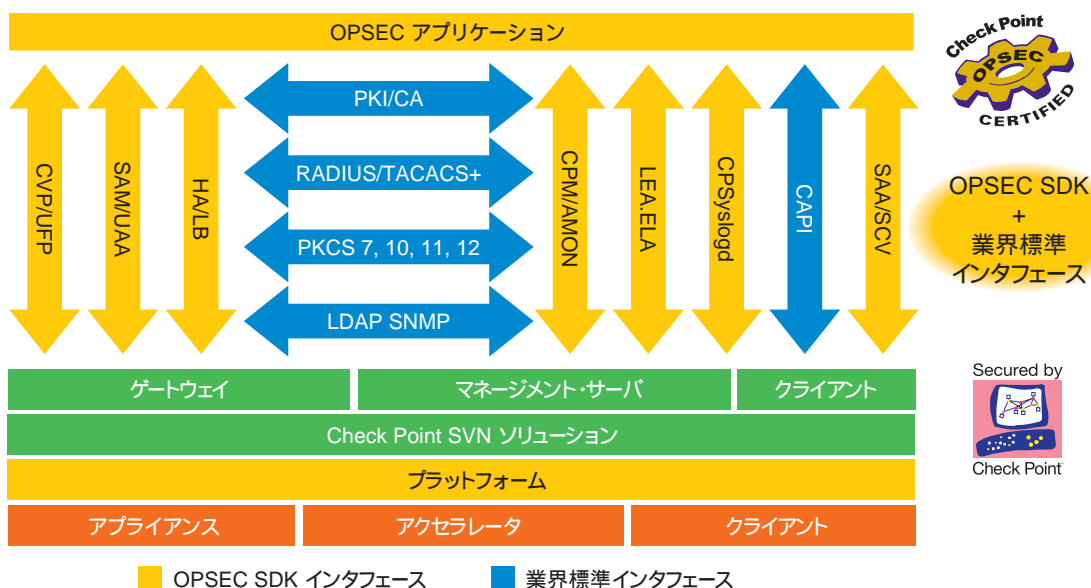 OPSEC アプリケーション
CVP/UFP
SAM/UAA
HA/LB
PKI/CA
RADIUS/TACACS+
PKCS 7, 10, 11, 12
LDAP SNMP
CPM/AMON
LEA.ELA
CPSyslogd
CAPI
SAA/SCV
ゲートウェイ
マネージメント・サーバ
クライアント
Check Point SVN ソリューション
プラットフォーム
アプライアンス
アクセラレータ
クライアント
OPSEC SDK インタフェース
業界標準インタフェース
Check Point
OPSEC
CERTIFIED
OPSEC SDK
+
業界標準
インタフェース
Secured by
Check Point